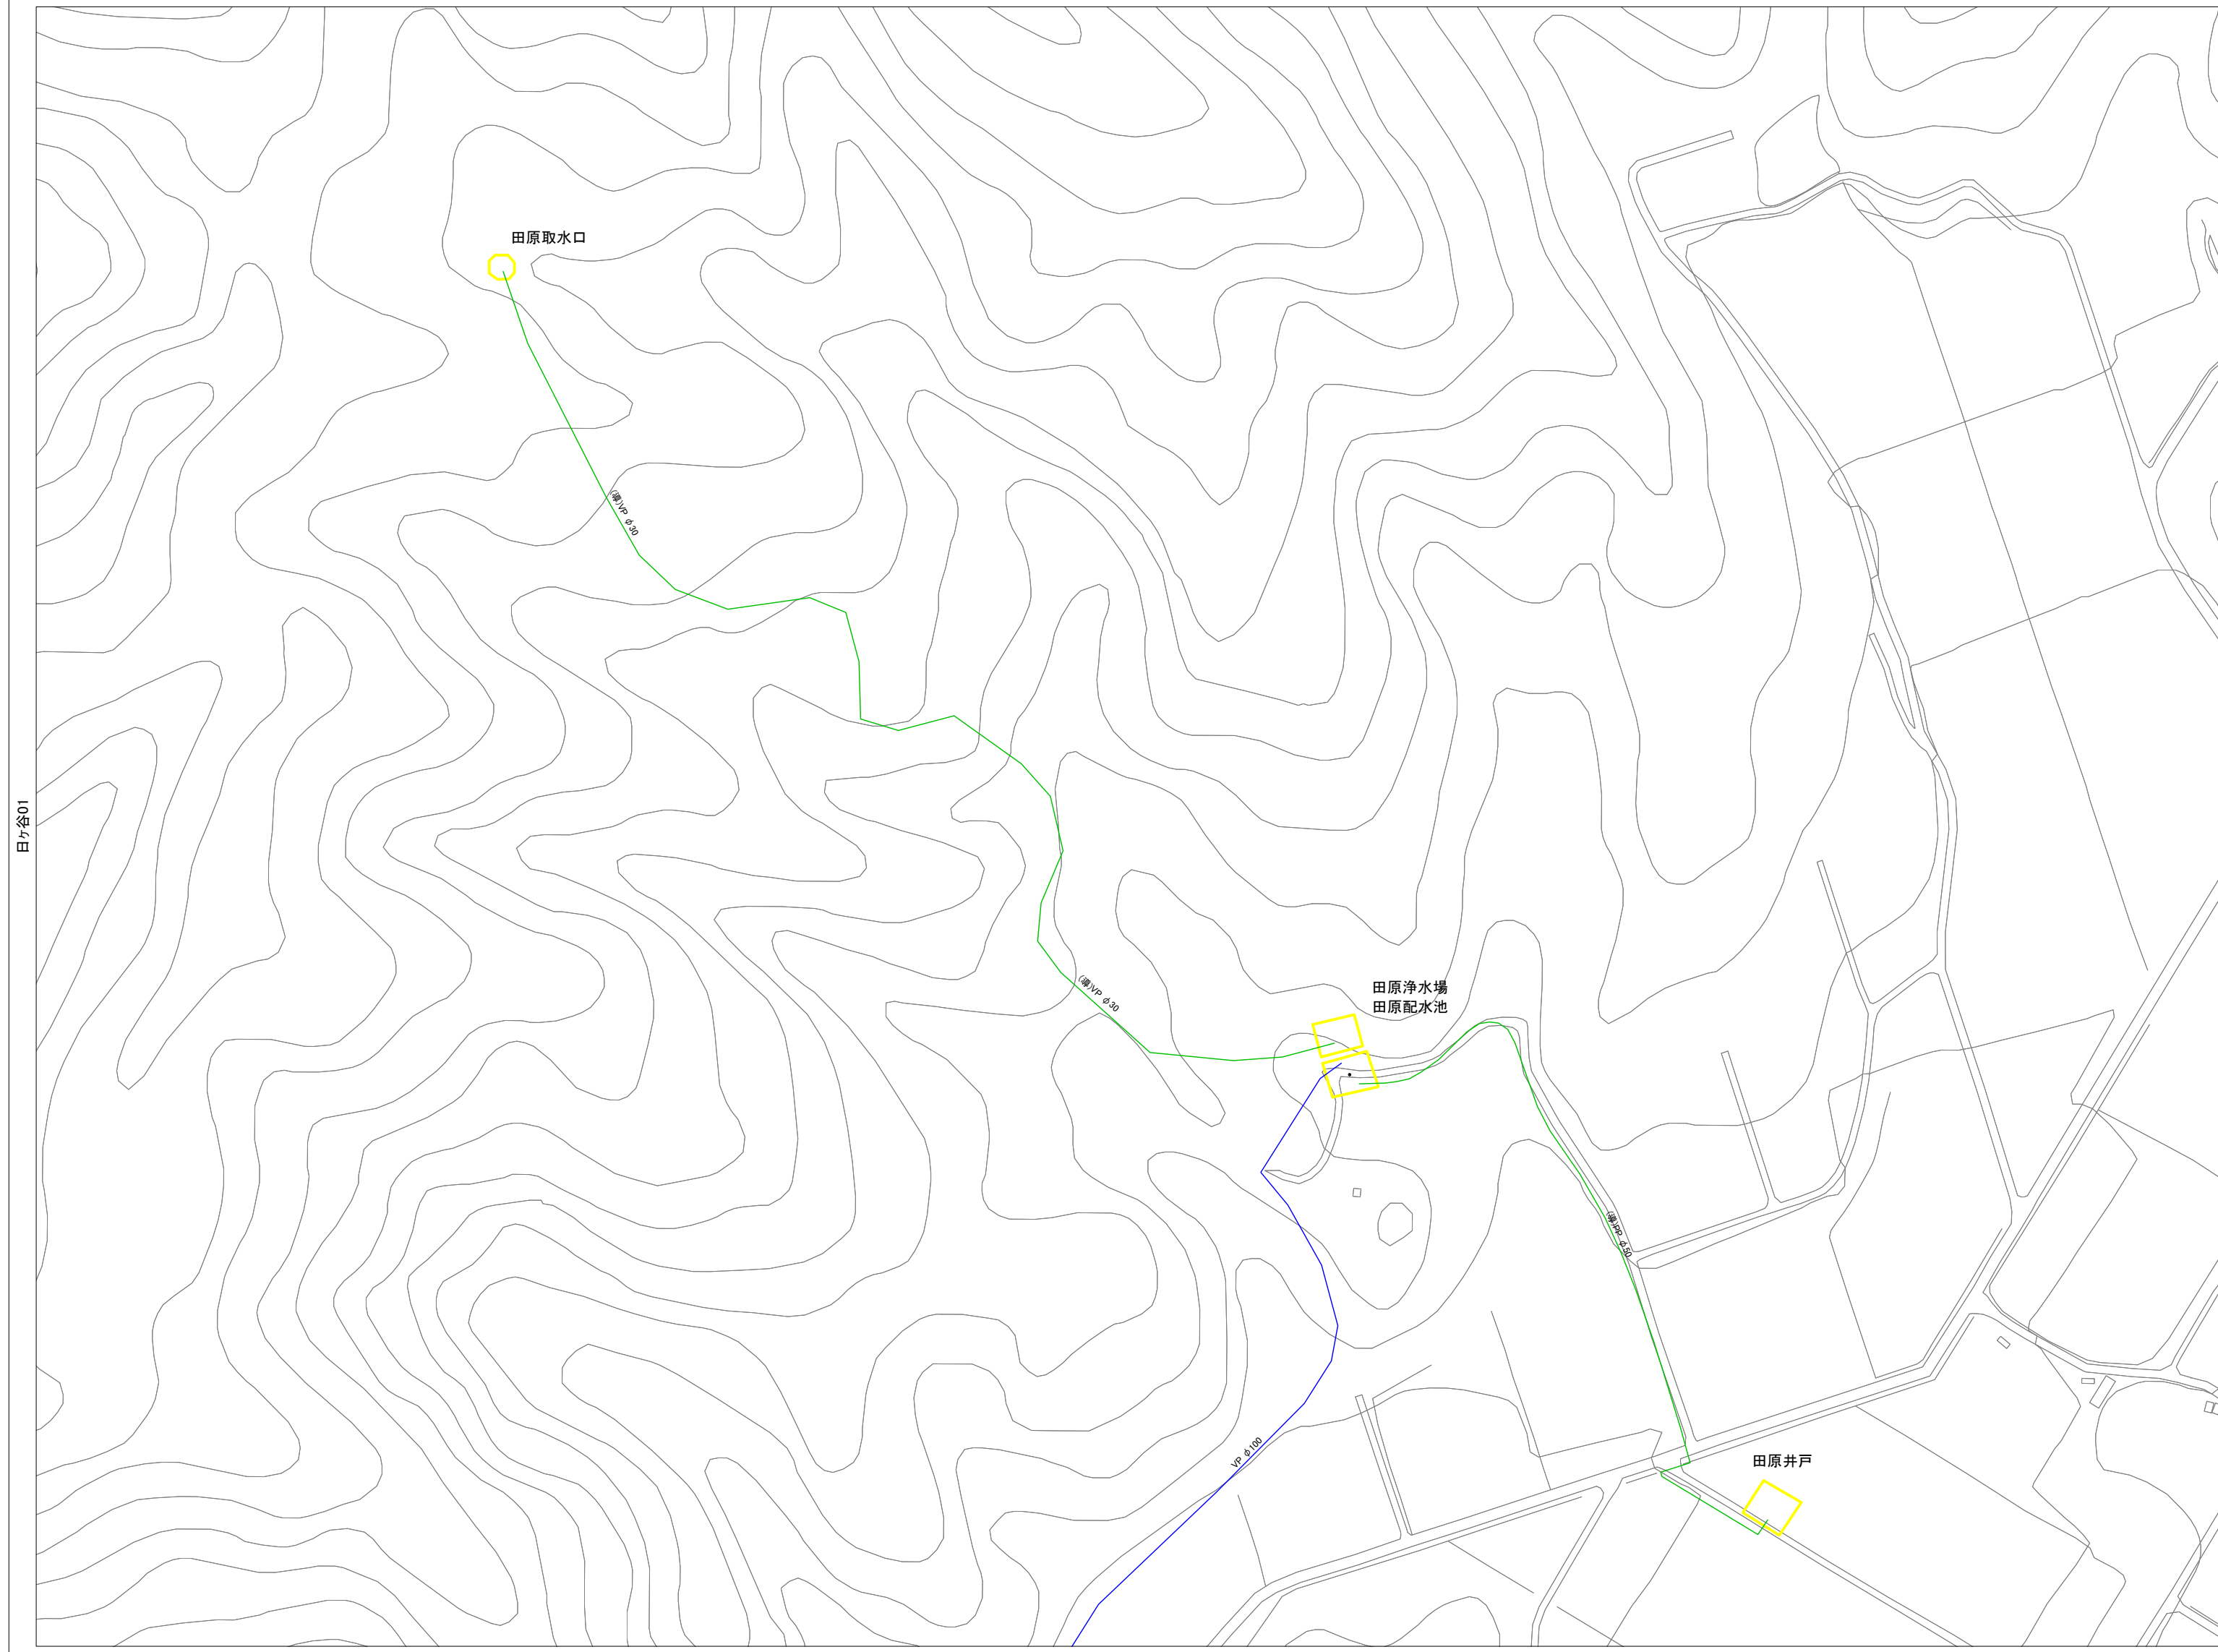 田原取水口
(導)VP φ30
日ヶ谷01
(導)VP φ30
田原浄水場
田原配水池
(導)PP φ50
VP φ100
田原井戸